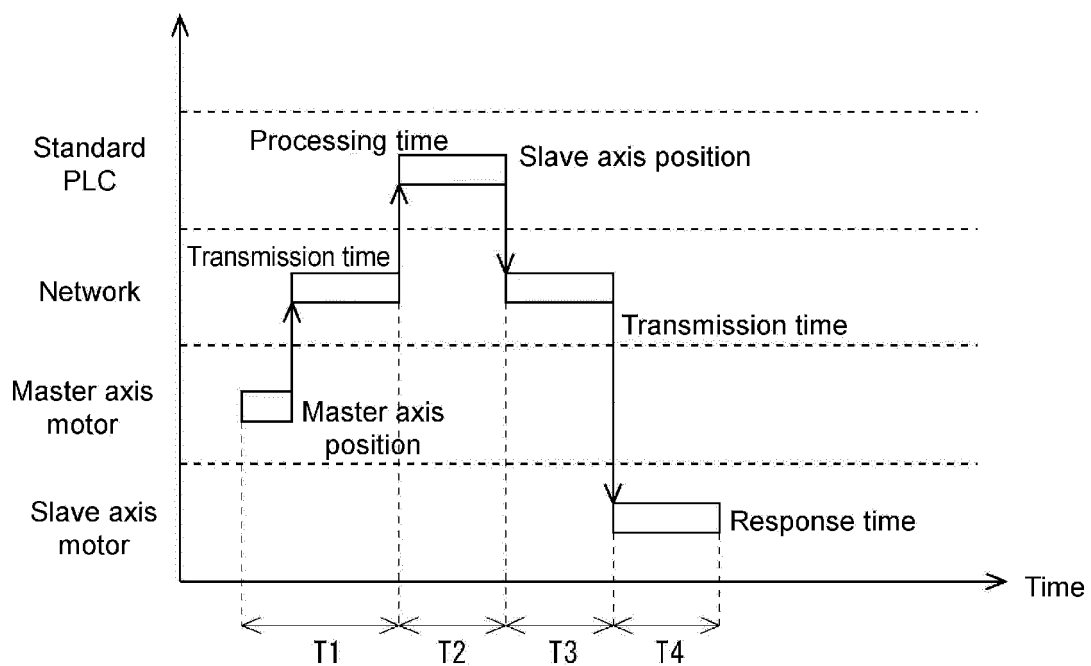 Processing time
Standard
PLC
Slave axis position
Transmission time
Network
Transmission time
Master axis
motor
Master axis
position
Slave axis
motor
Response time
Time
T1
T2
T3
T4